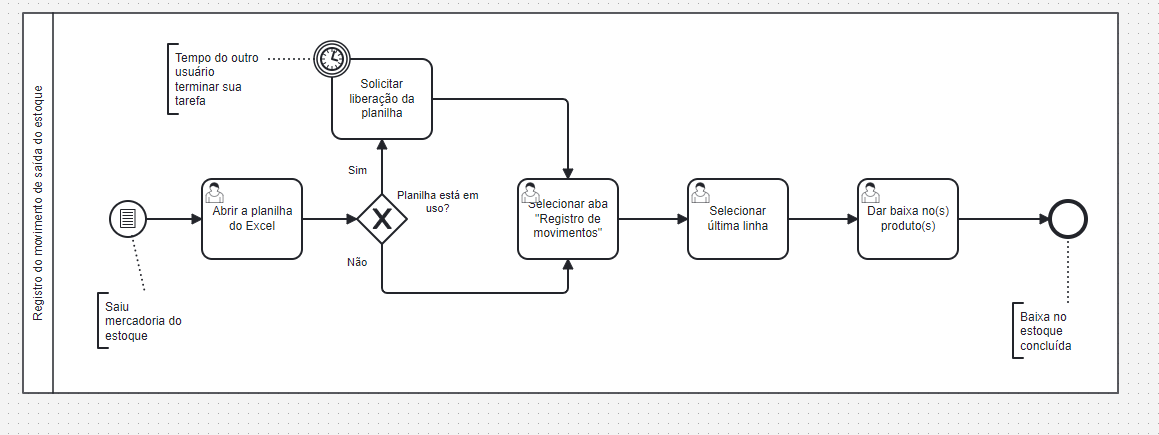 Registro do movimento de saída do estoque
Tempo do outro
usuário
terminar sua
tarefa
Solicitar
liberação da
planilha
Sim
Planilha está em
uso?
Abrir a planilha
do Excel
Não
Saiu
mercadoria do
estoque
Selecionar aba
"Registro de
movimentos"
Selecionar
última linha
Dar baixa no(s)
produto(s)
Baixa no
estoque
concluída